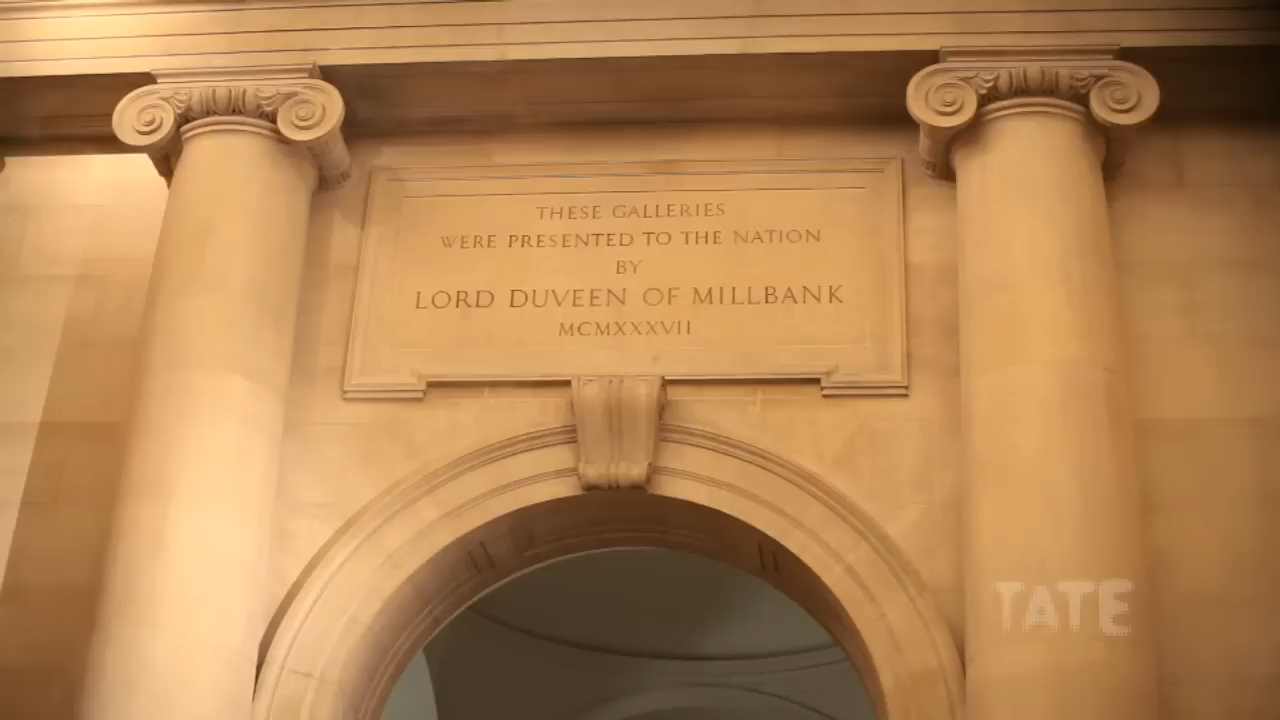 THESE GALLERIES
WERE PRESENTED TO THE NATION
BY
LORD DUVEEN OF MILLBANK
MCMXXXVII
TATE